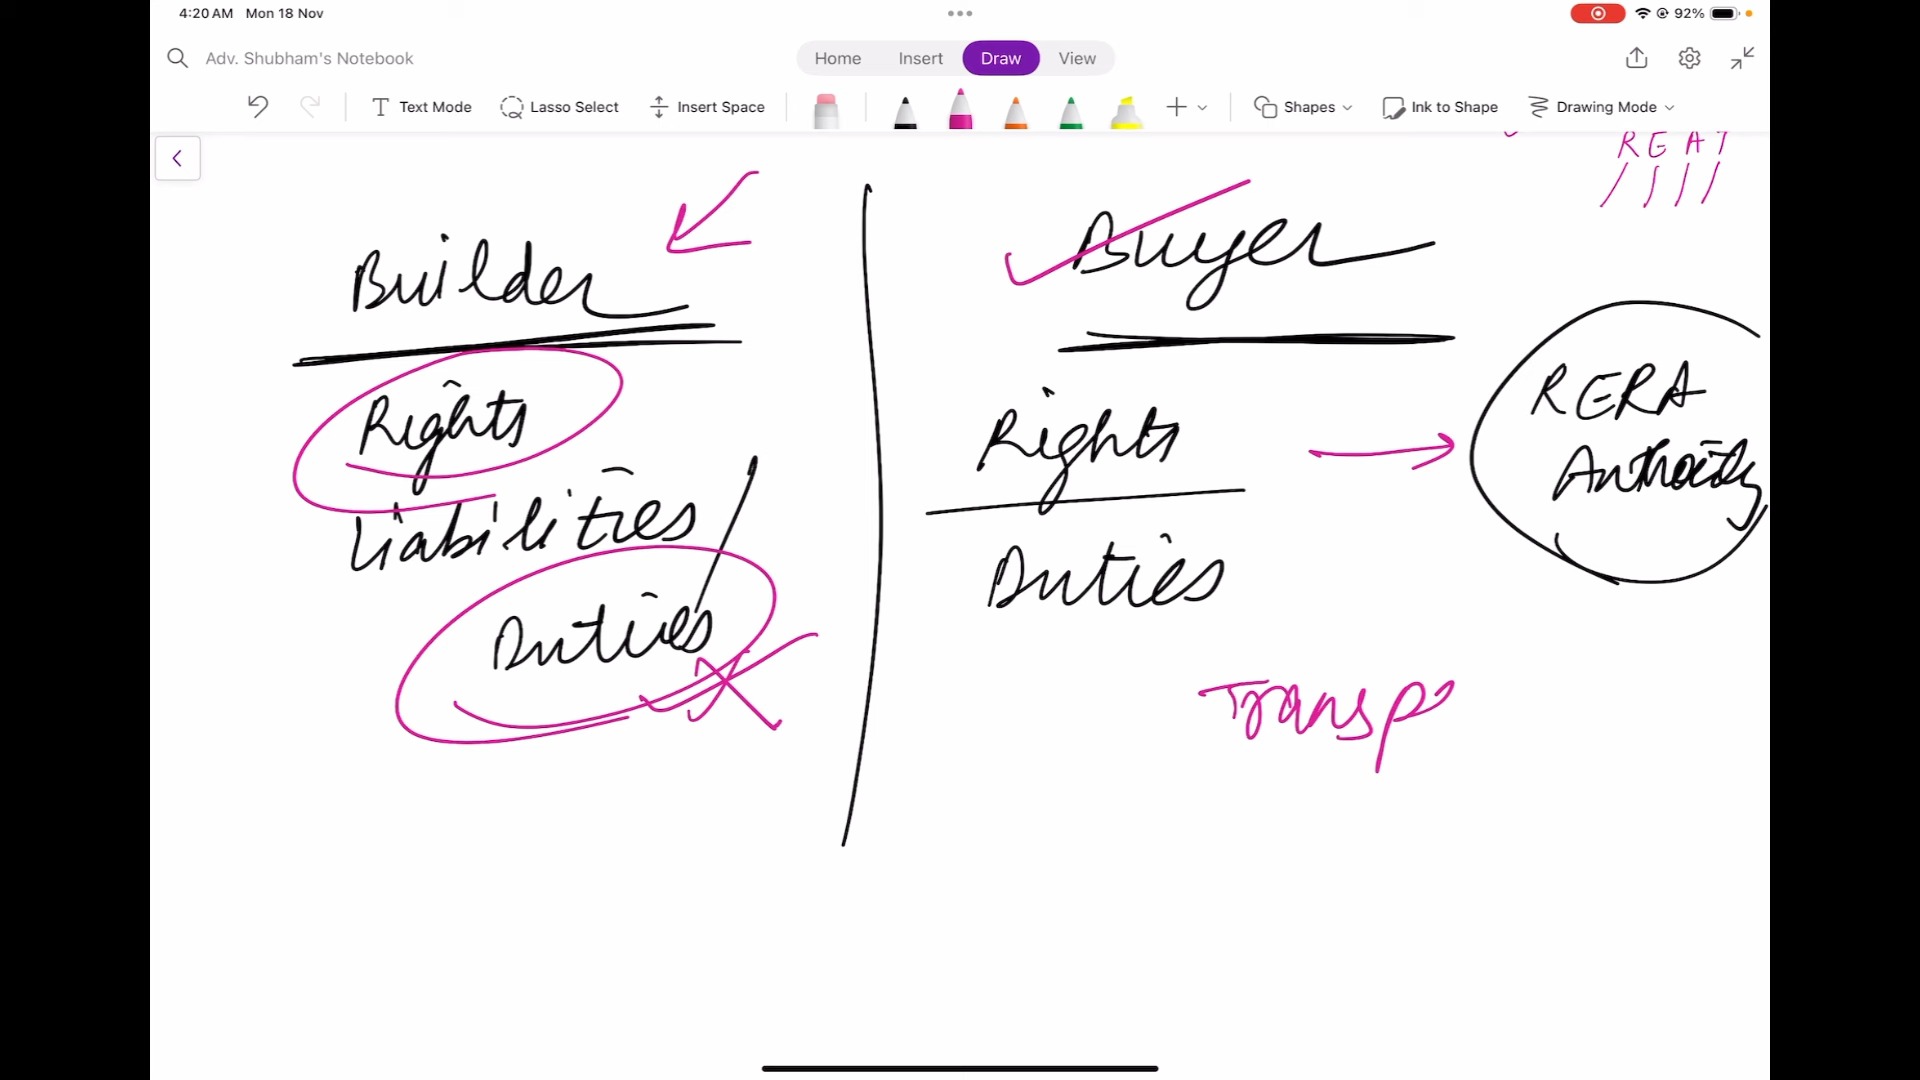 4:20 AM Mon 18 Nov
92%
Adv. Shubham's Notebook
Home Insert Draw View
Text Mode Lasso Select Insert Space Shapes Ink to Shape Drawing Mode
REAT
Builder
Buyer
Rights
Liabilities
Duties
Rights
Duties
RERA
Authority
Transp